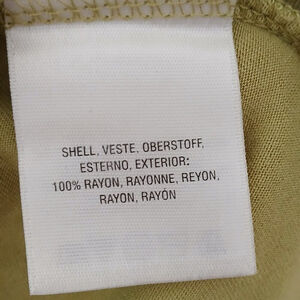 SHELL, VESTE, OBERSTOFF,
ESTERNO, EXTERIOR:
100% RAYON, RAYONNE, REYON,
RAYON, RAYÓN